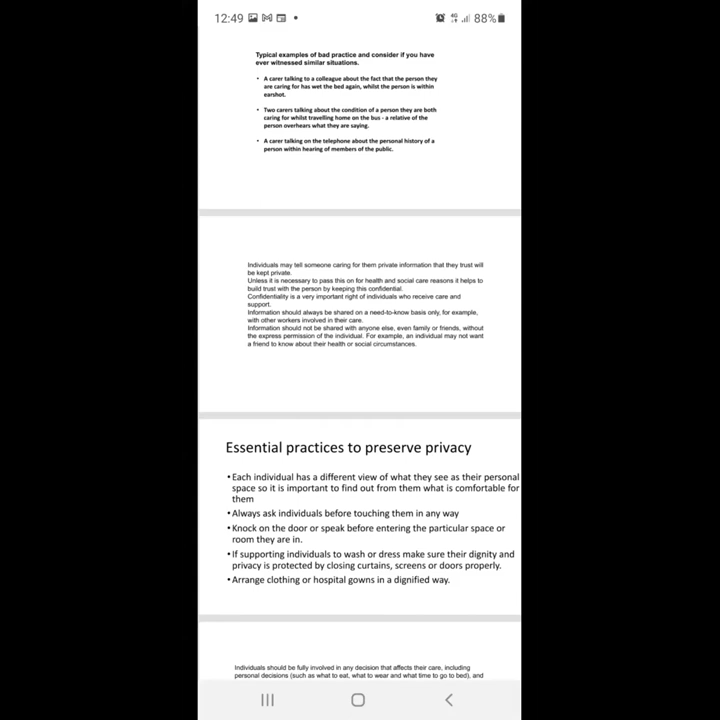 12:49
4G
88%
Typical examples of bad practice and consider if you have
ever witnessed similar situations.
• A carer talking to a colleague about the fact that the person they
are caring for has wet the bed again, whilst the person is within
earshot.
• Two carers talking about the condition of a person they are both
caring for whilst travelling home on the bus - a relative of the
person overhears what they are saying.
• A carer talking on the telephone about the personal history of a
person within hearing of members of the public.
Individuals may tell someone caring for them private information that they trust will
be kept private.
Unless it is necessary to pass this on for health and social care reasons it helps to
build trust with the person by keeping this confidential.
Confidentiality is a very important right of individuals who receive care and
support.
Information should always be shared on a need-to-know basis only, for example,
with other workers involved in their care.
Information should not be shared with anyone else, even family or friends, without
the express permission of the individual. For example, an individual may not want
a friend to know about their health or social circumstances.
Essential practices to preserve privacy
• Each individual has a different view of what they see as their personal
space so it is important to find out from them what is comfortable for
them
• Always ask individuals before touching them in any way
• Knock on the door or speak before entering the particular space or
room they are in.
• If supporting individuals to wash or dress make sure their dignity and
privacy is protected by closing curtains, screens or doors properly.
• Arrange clothing or hospital gowns in a dignified way.
Individuals should be fully involved in any decision that affects their care, including
personal decisions (such as what to eat, what to wear and what time to go to bed), and